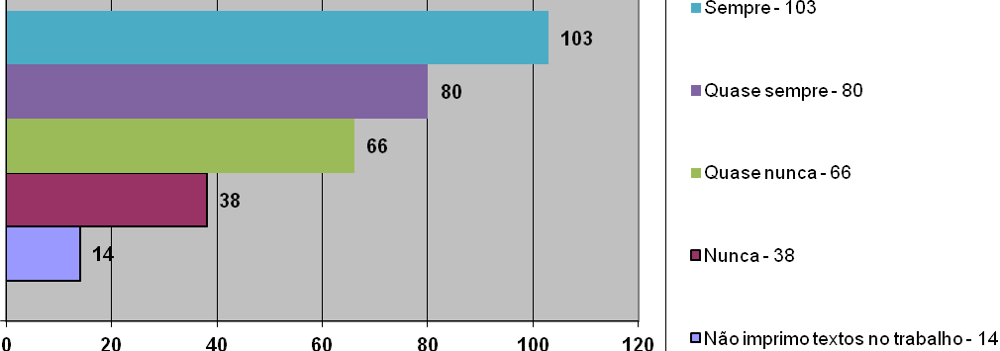 103
80
66
38
14
0 20 40 60 80 100 120
Sempre - 103
Quase sempre - 80
Quase nunca - 66
Nunca - 38
Não imprimo textos no trabalho - 14